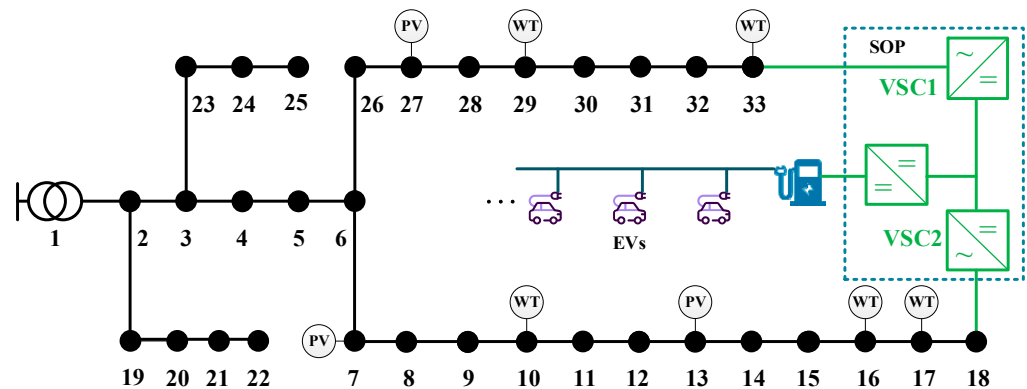 PV WT WT
SOP
VSC1
23 24 25 26 27 28 29 30 31 32 33
1 2 3 4 5 6
... EVs
VSC2
WT PV WT WT
PV
19 20 21 22 7 8 9 10 11 12 13 14 15 16 17 18